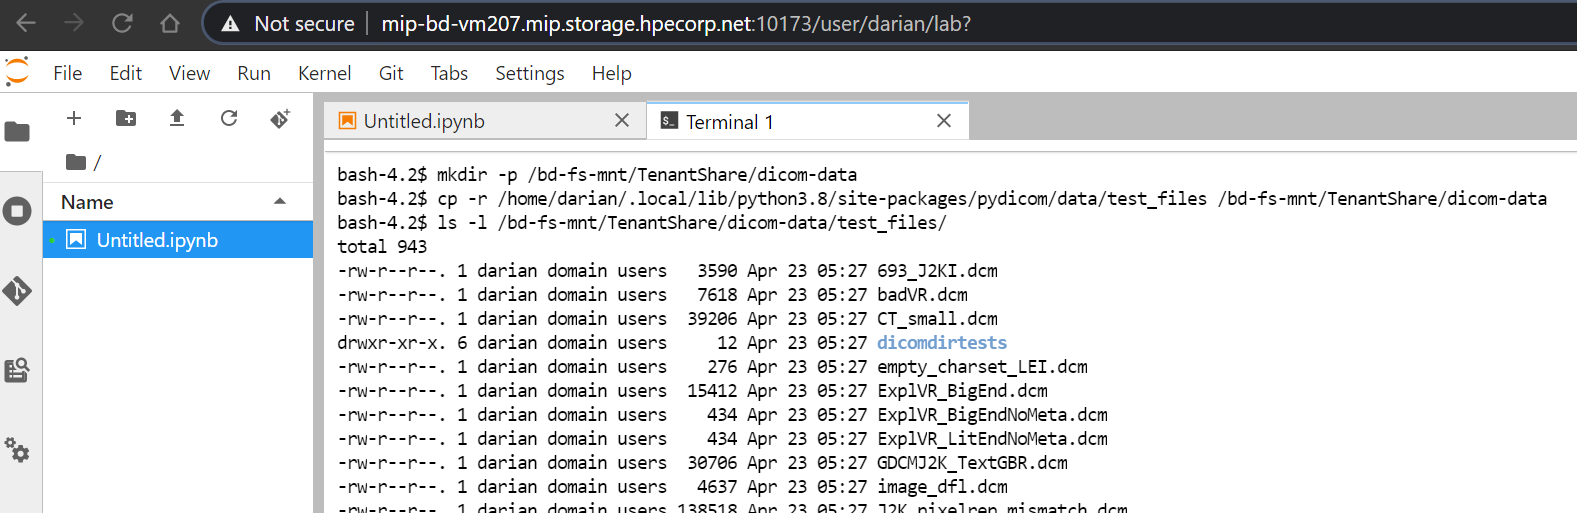 Not secure | mip-bd-vm207.mip.storage.hpecorp.net:10173/user/darian/lab?
File Edit View Run Kernel Git Tabs Settings Help
/
Name
Untitled.ipynb
Untitled.ipynb
Terminal 1
bash-4.2$ mkdir -p /bd-fs-mnt/TenantShare/dicom-data
bash-4.2$ cp -r /home/darian/.local/lib/python3.8/site-packages/pydicom/data/test_files /bd-fs-mnt/TenantShare/dicom-data
bash-4.2$ ls -l /bd-fs-mnt/TenantShare/dicom-data/test_files/
total 943
-rw-r--r--. 1 darian domain users   3590 Apr 23 05:27 693_J2KI.dcm
-rw-r--r--. 1 darian domain users   7618 Apr 23 05:27 badVR.dcm
-rw-r--r--. 1 darian domain users  39206 Apr 23 05:27 CT_small.dcm
drwxr-xr-x. 6 darian domain users     12 Apr 23 05:27 dicomdirtests
-rw-r--r--. 1 darian domain users    276 Apr 23 05:27 empty_charset_LEI.dcm
-rw-r--r--. 1 darian domain users  15412 Apr 23 05:27 ExplVR_BigEnd.dcm
-rw-r--r--. 1 darian domain users    434 Apr 23 05:27 ExplVR_BigEndNoMeta.dcm
-rw-r--r--. 1 darian domain users    434 Apr 23 05:27 ExplVR_LitEndNoMeta.dcm
-rw-r--r--. 1 darian domain users  30706 Apr 23 05:27 GDCMJ2K_TextGBR.dcm
-rw-r--r--. 1 darian domain users   4637 Apr 23 05:27 image_dfl.dcm
-rw-r--r--. 1 darian domain users 138518 Apr 23 05:27 J2K_pixelrep_mismatch.dcm